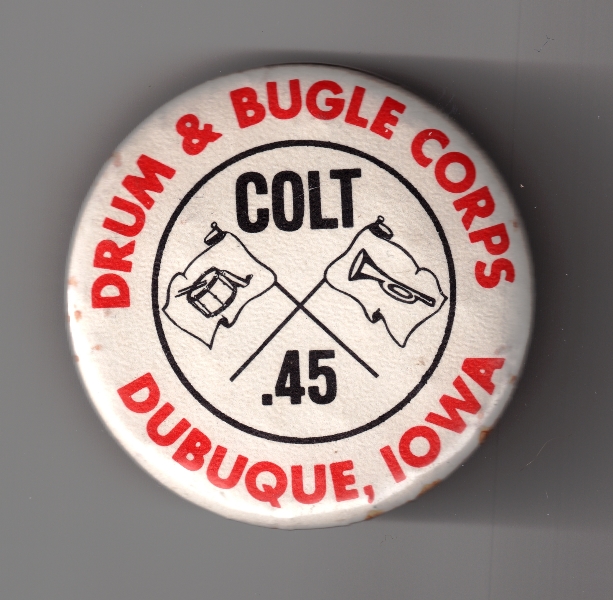 DRUM & BUGLE CORPS
COLT
.45
DUBUQUE, IOWA